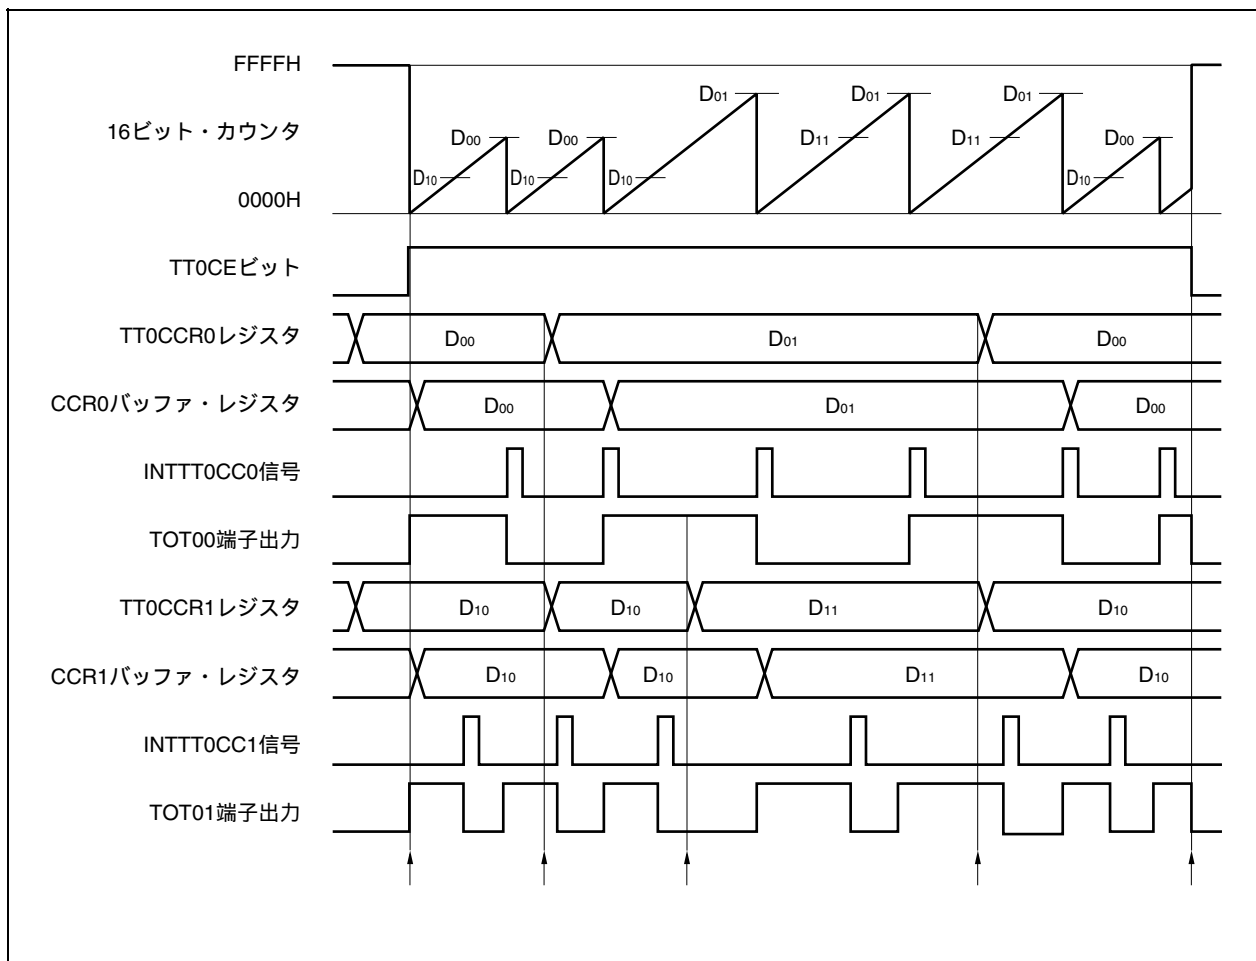 FFFFH
D01 D01 D01
16ビット・カウンタ
D00 D00 D11 D11 D00
D10 D10 D10 D10
0000H
TT0CEビット
TT0CCR0レジスタ D00 D01 D00
CCR0バッファ・レジスタ D00 D01 D00
INTTT0CC0信号
TOT00端子出力
TT0CCR1レジスタ D10 D10 D11 D10
CCR1バッファ・レジスタ D10 D10 D11 D10
INTTT0CC1信号
TOT01端子出力